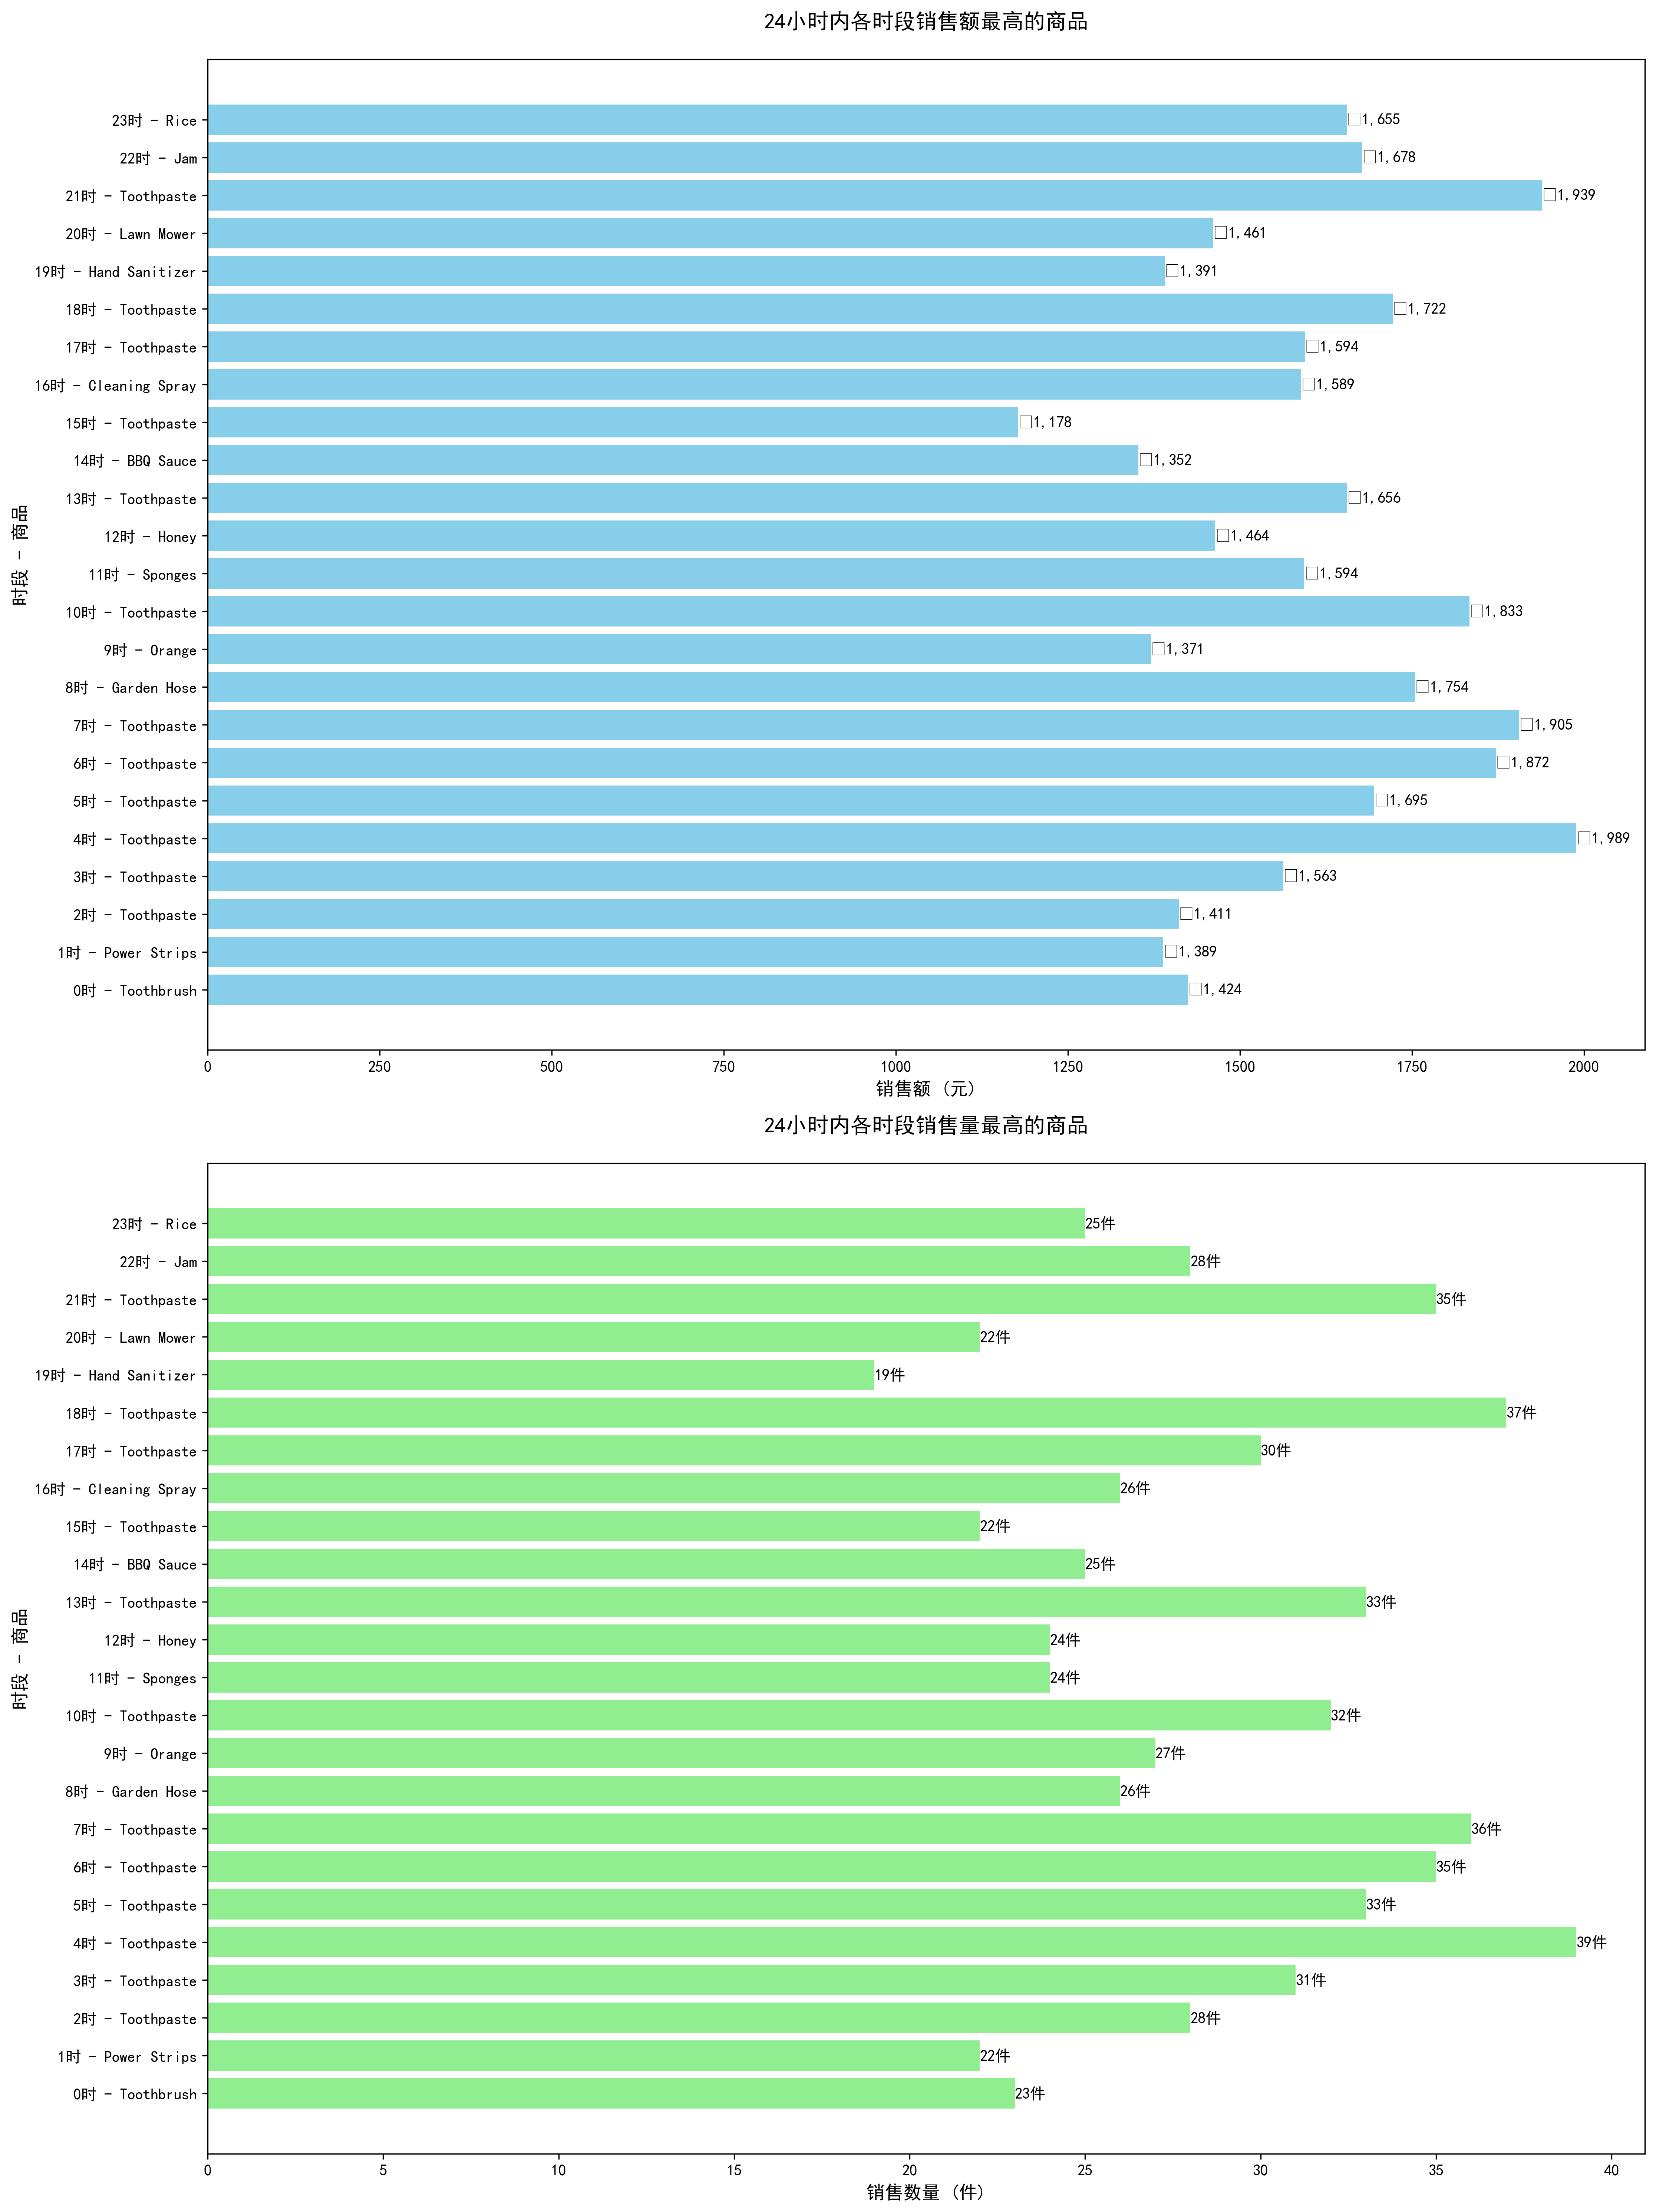 24小时内各时段销售额最高的商品
时段 - 商品
23时 - Rice □1,655
22时 - Jam □1,678
21时 - Toothpaste □1,939
20时 - Lawn Mower □1,461
19时 - Hand Sanitizer □1,391
18时 - Toothpaste □1,722
17时 - Toothpaste □1,594
16时 - Cleaning Spray □1,589
15时 - Toothpaste □1,178
14时 - BBQ Sauce □1,352
13时 - Toothpaste □1,656
12时 - Honey □1,464
11时 - Sponges □1,594
10时 - Toothpaste □1,833
9时 - Orange □1,371
8时 - Garden Hose □1,754
7时 - Toothpaste □1,905
6时 - Toothpaste □1,872
5时 - Toothpaste □1,695
4时 - Toothpaste □1,989
3时 - Toothpaste □1,563
2时 - Toothpaste □1,411
1时 - Power Strips □1,389
0时 - Toothbrush □1,424
0 250 500 750 1000 1250 1500 1750 2000
销售额 (元)
24小时内各时段销售量最高的商品
时段 - 商品
23时 - Rice 25件
22时 - Jam 28件
21时 - Toothpaste 35件
20时 - Lawn Mower 22件
19时 - Hand Sanitizer 19件
18时 - Toothpaste 37件
17时 - Toothpaste 30件
16时 - Cleaning Spray 26件
15时 - Toothpaste 22件
14时 - BBQ Sauce 25件
13时 - Toothpaste 33件
12时 - Honey 24件
11时 - Sponges 24件
10时 - Toothpaste 32件
9时 - Orange 27件
8时 - Garden Hose 26件
7时 - Toothpaste 36件
6时 - Toothpaste 35件
5时 - Toothpaste 33件
4时 - Toothpaste 39件
3时 - Toothpaste 31件
2时 - Toothpaste 28件
1时 - Power Strips 22件
0时 - Toothbrush 23件
0 5 10 15 20 25 30 35 40
销售数量 (件)